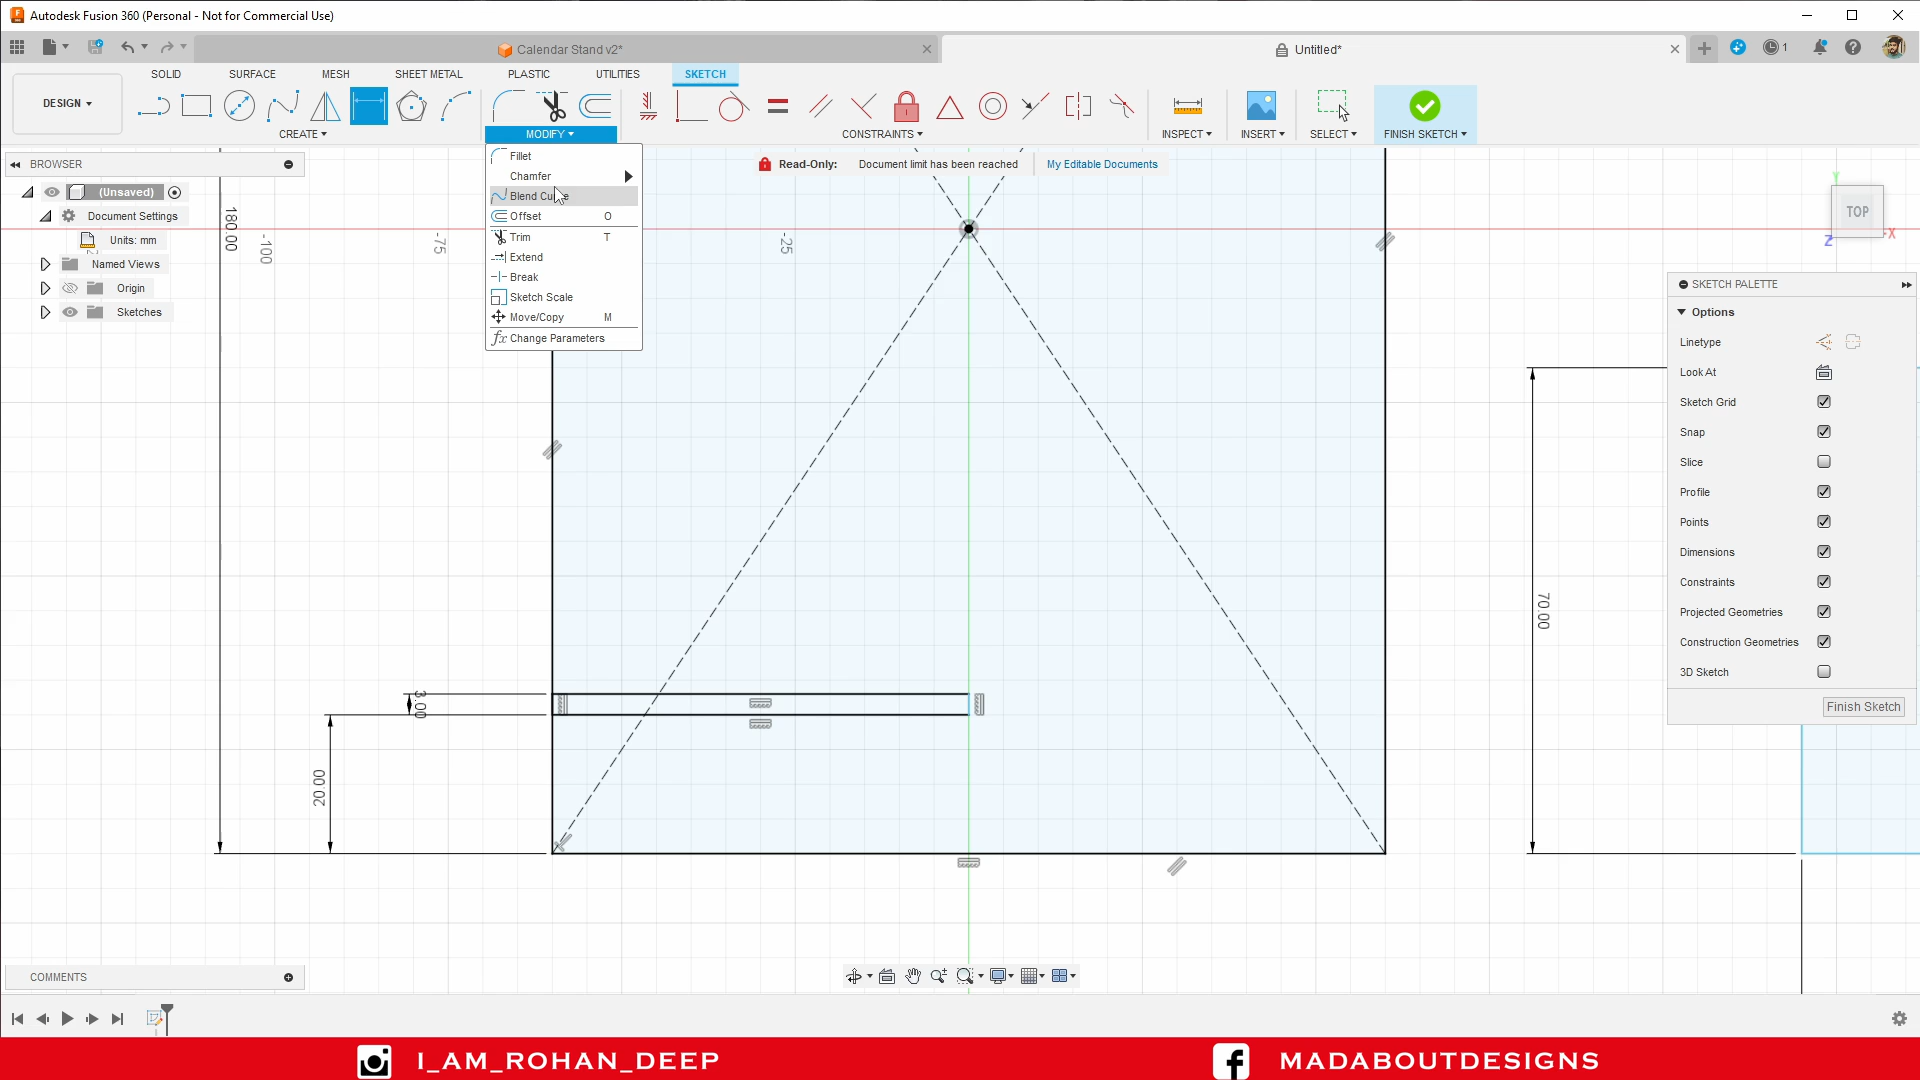 Autodesk Fusion 360 (Personal - Not for Commercial Use)
Calendar Stand v2*
Untitled*
1
SOLID
SURFACE
MESH
SHEET METAL
PLASTIC
UTILITIES
SKETCH
DESIGN
CREATE
MODIFY
CONSTRAINTS
INSPECT
INSERT
SELECT
FINISH SKETCH
BROWSER
(Unsaved)
Document Settings
Units: mm
Named Views
Origin
Sketches
Fillet
Chamfer
Blend Curve
Offset O
Trim T
Extend
Break
Sketch Scale
Move/Copy M
Change Parameters
Read-Only: Document limit has been reached
My Editable Documents
TOP
Y
Z
X
180.00
-100
-75
-25
70.00
3.00
20.00
SKETCH PALETTE
Options
Linetype
Look At
Sketch Grid
Snap
Slice
Profile
Points
Dimensions
Constraints
Projected Geometries
Construction Geometries
3D Sketch
Finish Sketch
COMMENTS
I_AM_ROHAN_DEEP
MADABOUTDESIGNS